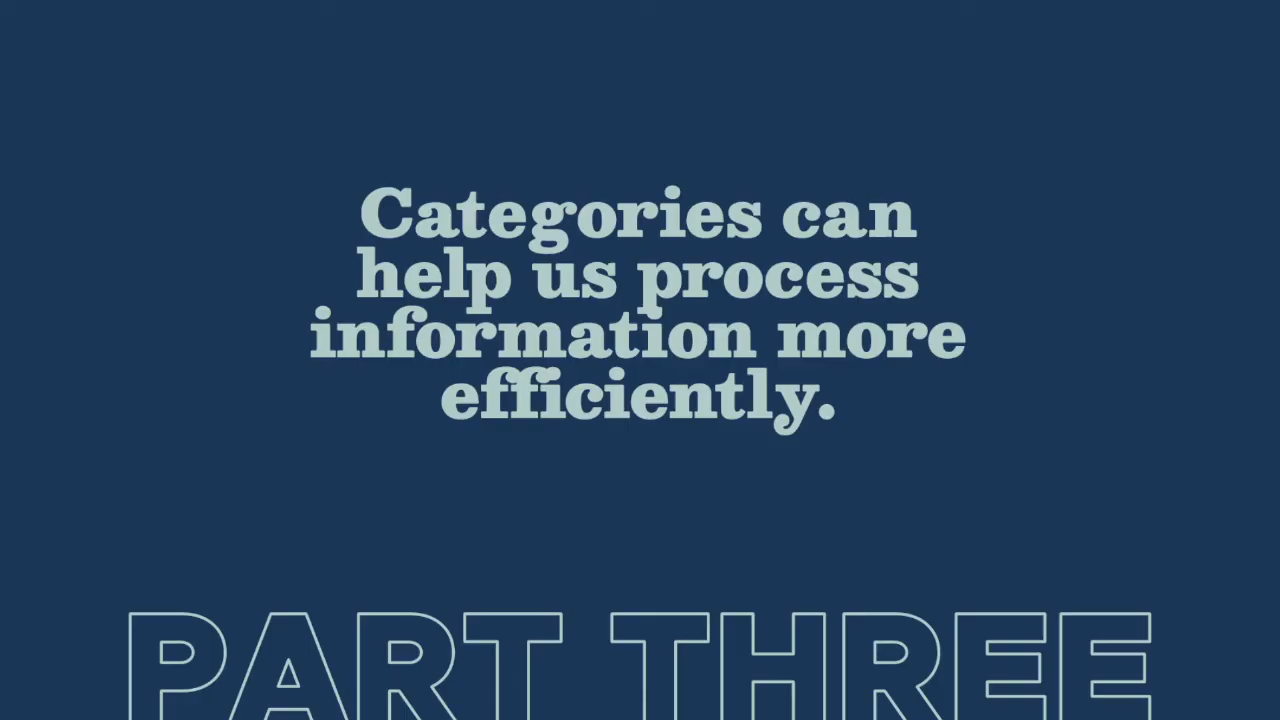 Categories can
help us process
information more
efficiently.
PART THREE